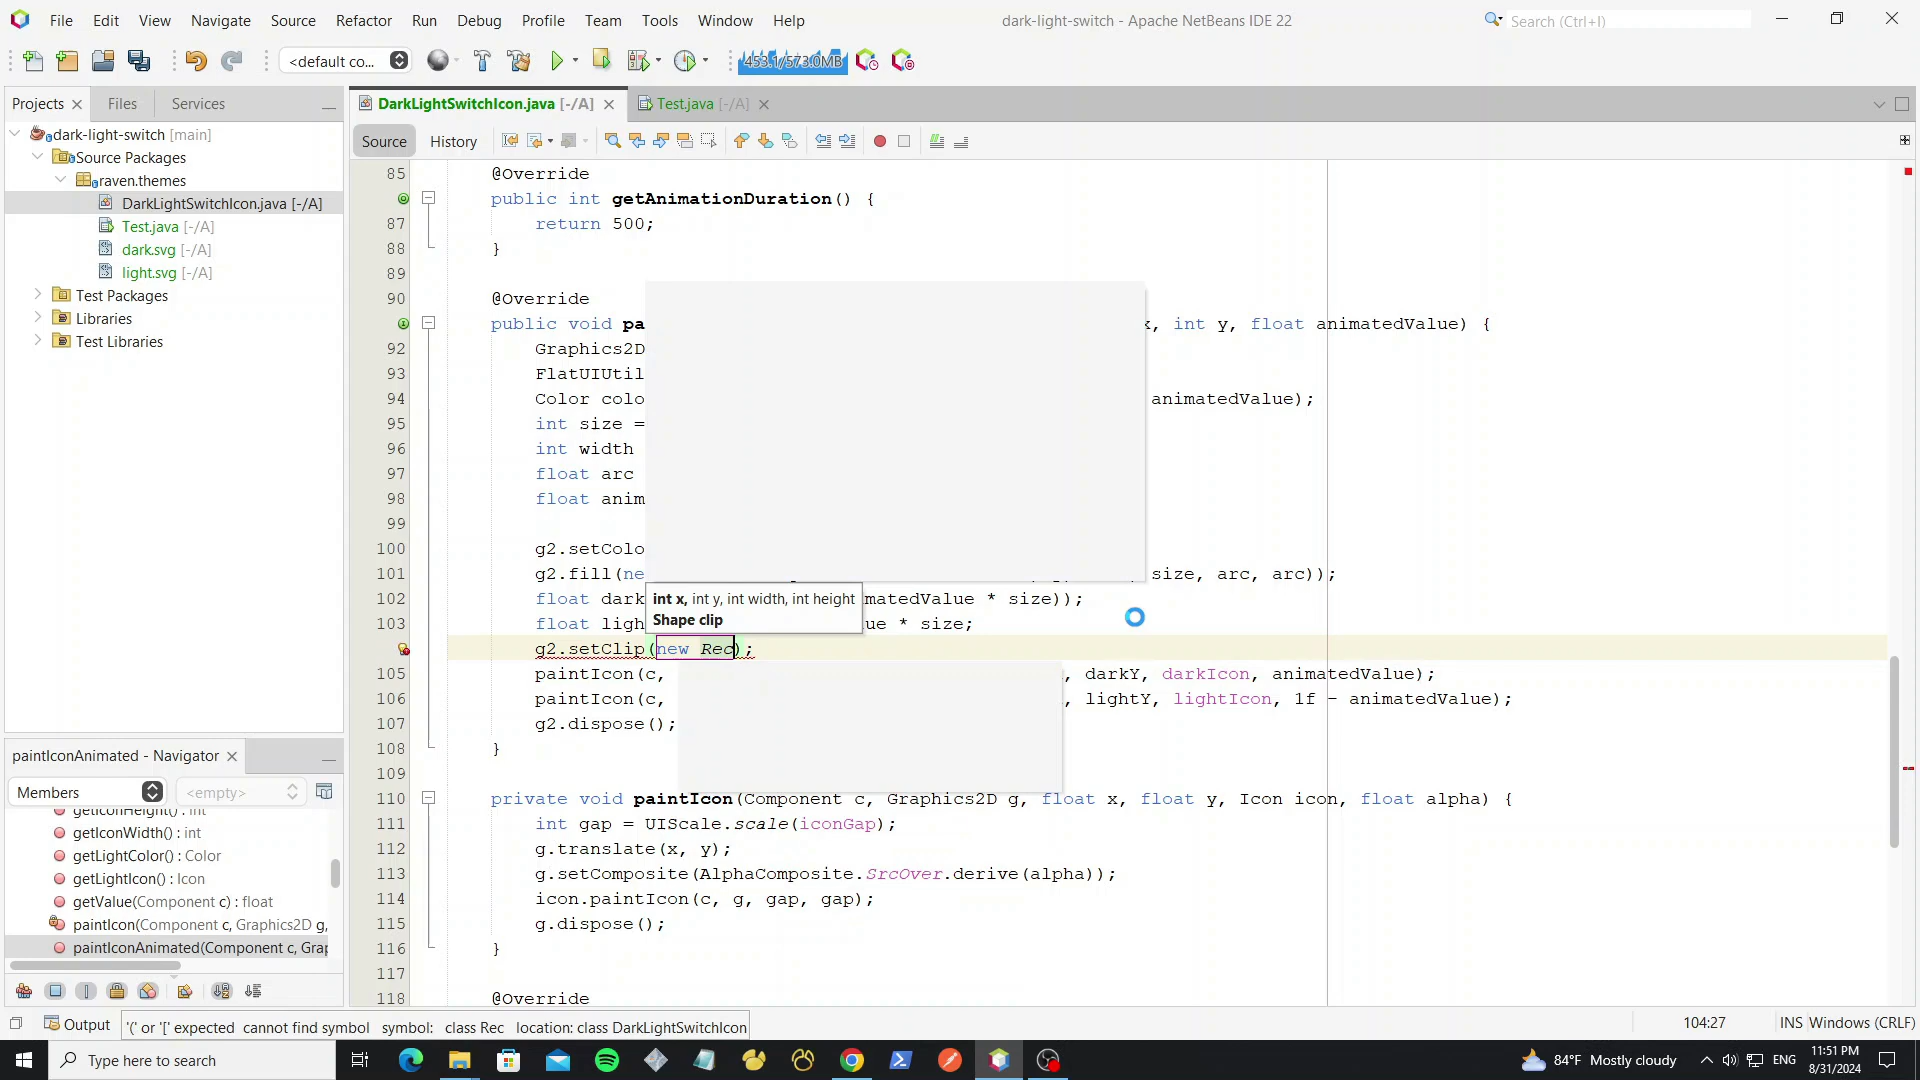 File Edit View Navigate Source Refactor Run Debug Profile Team Tools Window Help
dark-light-switch - Apache NetBeans IDE 22
Search (Ctrl+I)
<default co...
453.1/573.0MB
Projects Files Services
DarkLightSwitchIcon.java [-/A]
Test.java [-/A]
Source History
dark-light-switch [main]
Source Packages
raven.themes
DarkLightSwitchIcon.java [-/A]
Test.java [-/A]
dark.svg [-/A]
light.svg [-/A]
Test Packages
Libraries
Test Libraries
85 @Override
public int getAnimationDuration() {
87 return 500;
88 }
89
90 @Override
public void pa x, int y, float animatedValue) {
92 Graphics2D
93 FlatUIUtil
94 Color colo animatedValue);
95 int size =
96 int width
97 float arc
98 float anim
99
100 g2.setColo
101 g2.fill(ne size, arc, arc));
102 float dark matedValue * size));
103 float ligh ue * size;
int x, int y, int width, int height
Shape clip
g2.setClip(new Rec);
105 paintIcon(c, , darkY, darkIcon, animatedValue);
106 paintIcon(c, lightY, lightIcon, 1f - animatedValue);
107 g2.dispose();
108 }
109
110 private void paintIcon(Component c, Graphics2D g, float x, float y, Icon icon, float alpha) {
111 int gap = UIScale.scale(iconGap);
112 g.translate(x, y);
113 g.setComposite(AlphaComposite.SrcOver.derive(alpha));
114 icon.paintIcon(c, g, gap, gap);
115 g.dispose();
116 }
117
118 @Override
paintIconAnimated - Navigator
Members <empty>
getIconHeight() : int
getIconWidth() : int
getLightColor() : Color
getLightIcon() : Icon
getValue(Component c) : float
paintIcon(Component c, Graphics2D g,
paintIconAnimated(Component c, Grap
Output
'(' or '[' expected cannot find symbol symbol: class Rec location: class DarkLightSwitchIcon
104:27 INS Windows (CRLF)
Type here to search
84°F Mostly cloudy
ENG
11:51 PM
8/31/2024